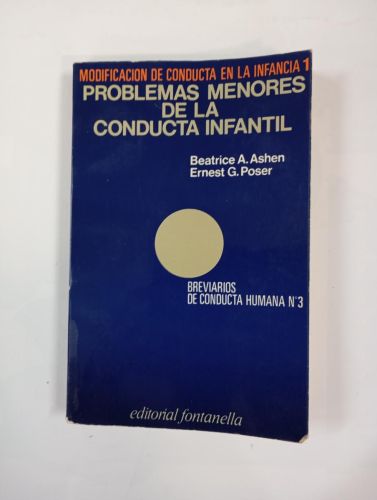 MODIFICACION DE CONDUCTA EN LA INFANCIA 1
PROBLEMAS MENORES
DE LA
CONDUCTA INFANTIL
Beatrice A. Ashen
Ernest G. Poser
BREVIARIOS
DE CONDUCTA HUMANA N°3
editorial fontanella